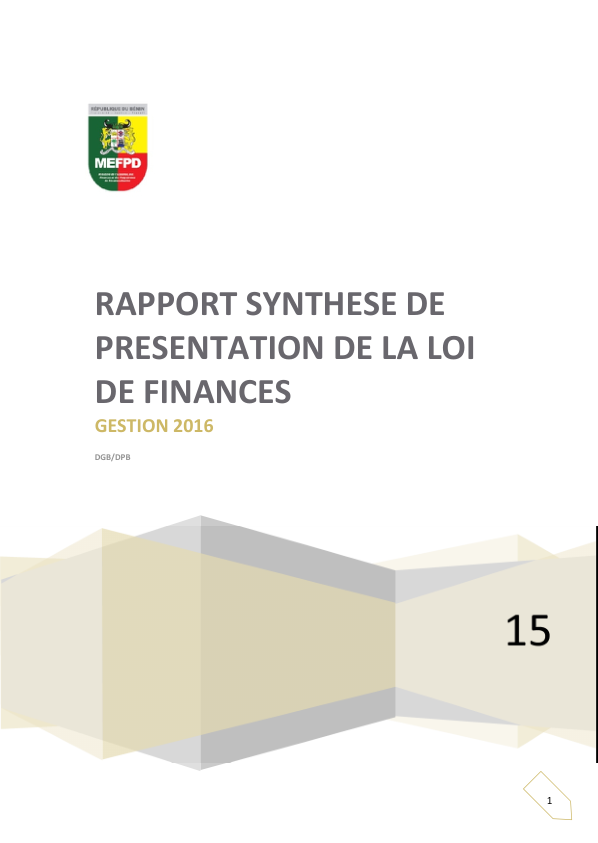 RÉPUBLIQUE DU BÉNIN
MEFPD
RAPPORT SYNTHESE DE
PRESENTATION DE LA LOI
DE FINANCES
GESTION 2016
DGB/DPB
15
1